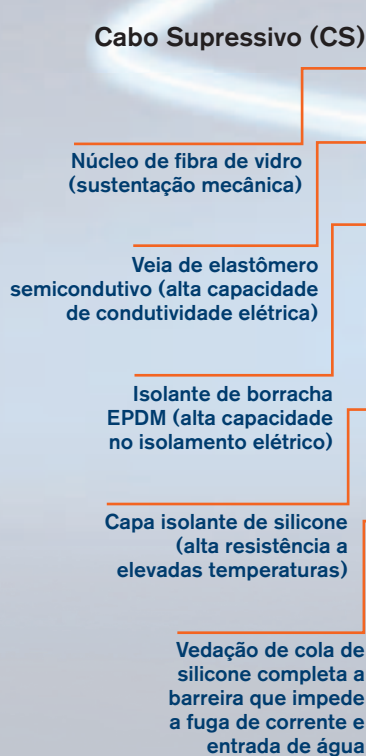 Cabo Supressivo (CS)
Núcleo de fibra de vidro
(sustentação mecânica)
Veia de elastômero
semicondutivo (alta capacidade
de condutividade elétrica)
Isolante de borracha
EPDM (alta capacidade
no isolamento elétrico)
Capa isolante de silicone
(alta resistência a
elevadas temperaturas)
Vedação de cola de
silicone completa a
barreira que impede
a fuga de corrente e
entrada de água